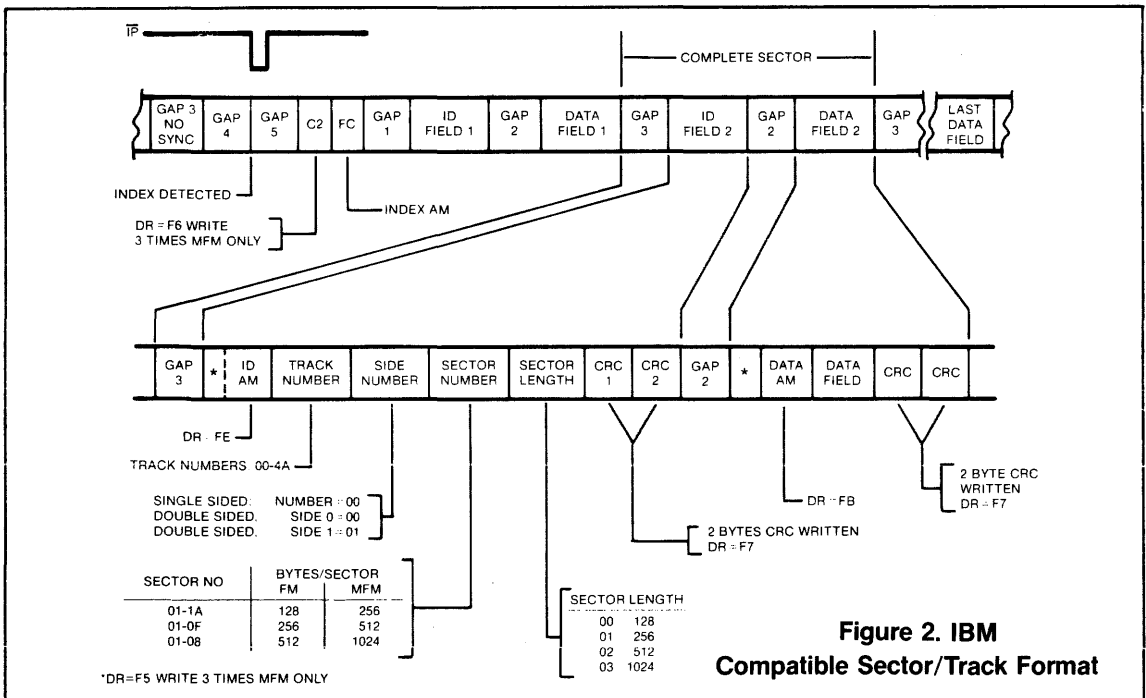 IP
COMPLETE SECTOR
GAP 3 NO SYNC
GAP 4
GAP 5
C2
FC
GAP 1
ID FIELD 1
GAP 2
DATA FIELD 1
GAP 3
ID FIELD 2
GAP 2
DATA FIELD 2
GAP 3
LAST DATA FIELD
INDEX DETECTED
INDEX AM
DR = F6 WRITE
3 TIMES MFM ONLY
GAP 3
*
ID AM
TRACK NUMBER
SIDE NUMBER
SECTOR NUMBER
SECTOR LENGTH
CRC 1
CRC 2
GAP 2
*
DATA AM
DATA FIELD
CRC
CRC
DR = FE
TRACK NUMBERS 00-4A
SINGLE SIDED: NUMBER = 00
DOUBLE SIDED. SIDE 0 = 00
DOUBLE SIDED. SIDE 1 = 01
DR = FB
2 BYTE CRC
WRITTEN
DR = F7
2 BYTES CRC WRITTEN
DR = F7
SECTOR NO BYTES/SECTOR
FM MFM
01-1A 128 256
01-0F 256 512
01-08 512 1024
SECTOR LENGTH
00 128
01 256
02 512
03 1024
*DR=F5 WRITE 3 TIMES MFM ONLY
Figure 2. IBM
Compatible Sector/Track Format